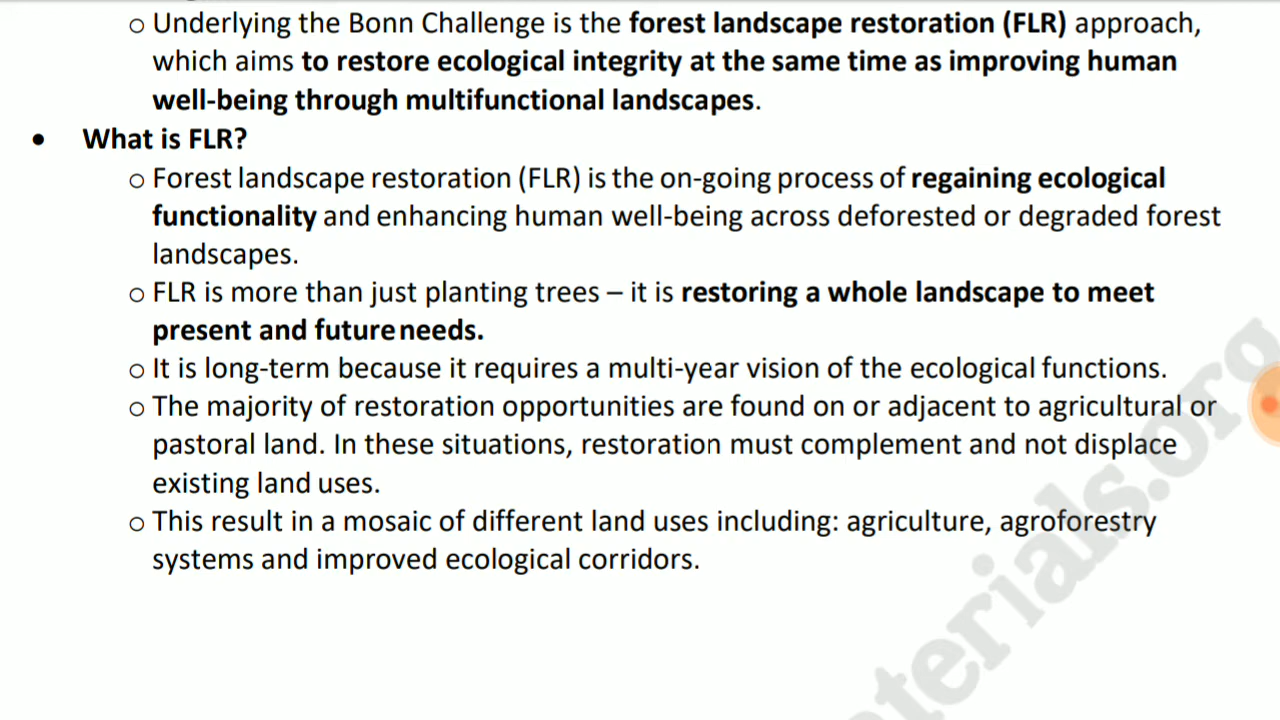 o Underlying the Bonn Challenge is the forest landscape restoration (FLR) approach,
which aims to restore ecological integrity at the same time as improving human
well-being through multifunctional landscapes.
• What is FLR?
o Forest landscape restoration (FLR) is the on-going process of regaining ecological
functionality and enhancing human well-being across deforested or degraded forest
landscapes.
o FLR is more than just planting trees – it is restoring a whole landscape to meet
present and future needs.
o It is long-term because it requires a multi-year vision of the ecological functions.
o The majority of restoration opportunities are found on or adjacent to agricultural or
pastoral land. In these situations, restoration must complement and not displace
existing land uses.
o This result in a mosaic of different land uses including: agriculture, agroforestry
systems and improved ecological corridors.
terials.org